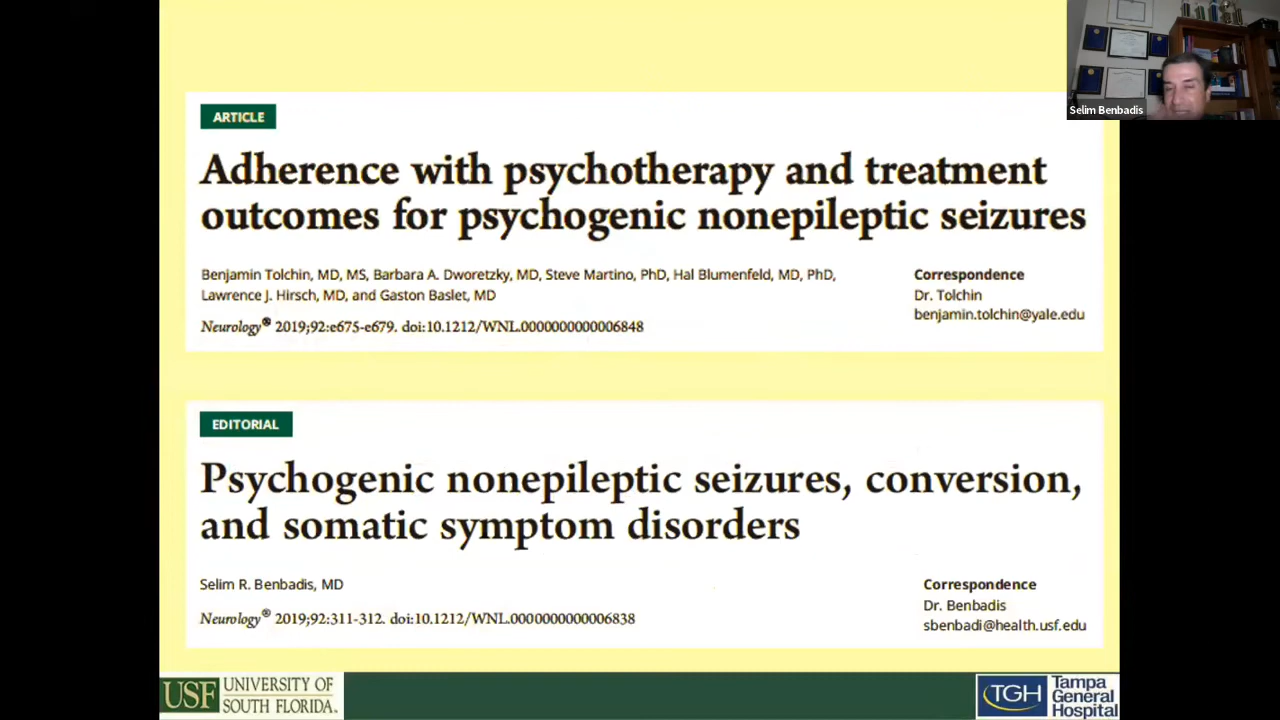 Selim Benbadis
ARTICLE
Adherence with psychotherapy and treatment
outcomes for psychogenic nonepileptic seizures
Benjamin Tolchin, MD, MS, Barbara A. Dworetzky, MD, Steve Martino, PhD, Hal Blumenfeld, MD, PhD,
Lawrence J. Hirsch, MD, and Gaston Baslet, MD
Neurology® 2019;92:e675-e679. doi:10.1212/WNL.0000000000006848
Correspondence
Dr. Tolchin
benjamin.tolchin@yale.edu
EDITORIAL
Psychogenic nonepileptic seizures, conversion,
and somatic symptom disorders
Selim R. Benbadis, MD
Neurology® 2019;92:311-312. doi:10.1212/WNL.0000000000006838
Correspondence
Dr. Benbadis
sbenbadi@health.usf.edu
USF UNIVERSITY OF
SOUTH FLORIDA.
TGH Tampa
General
Hospital